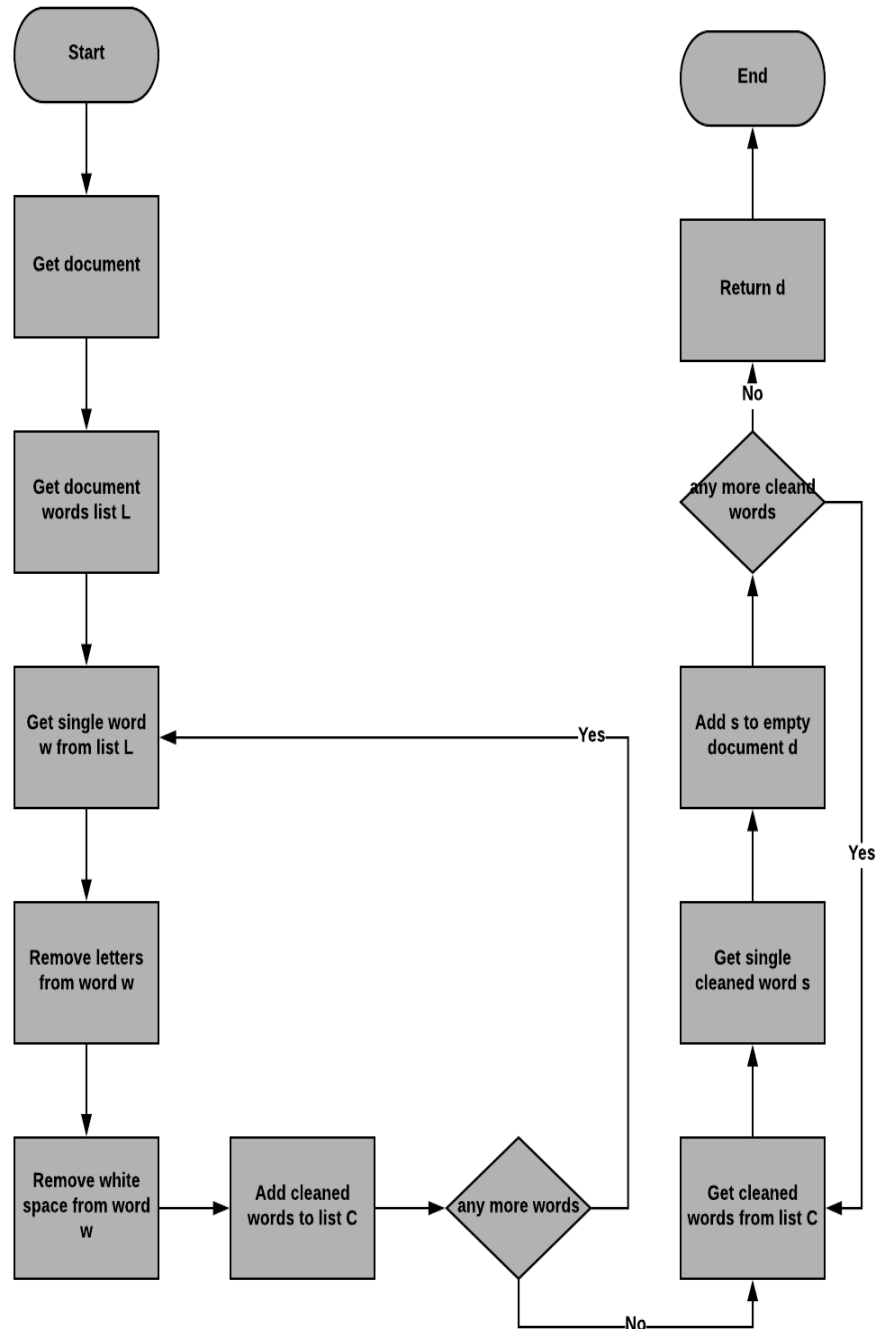 Start
Get document
Get document
words list L
Get single word
w from list L
Remove letters
from word w
Remove white
space from word
w
Add cleaned
words to list C
any more words
Yes
No
Get cleaned
words from list C
Get single
cleaned word s
Add s to empty
document d
any more cleand
words
Yes
No
Return d
End